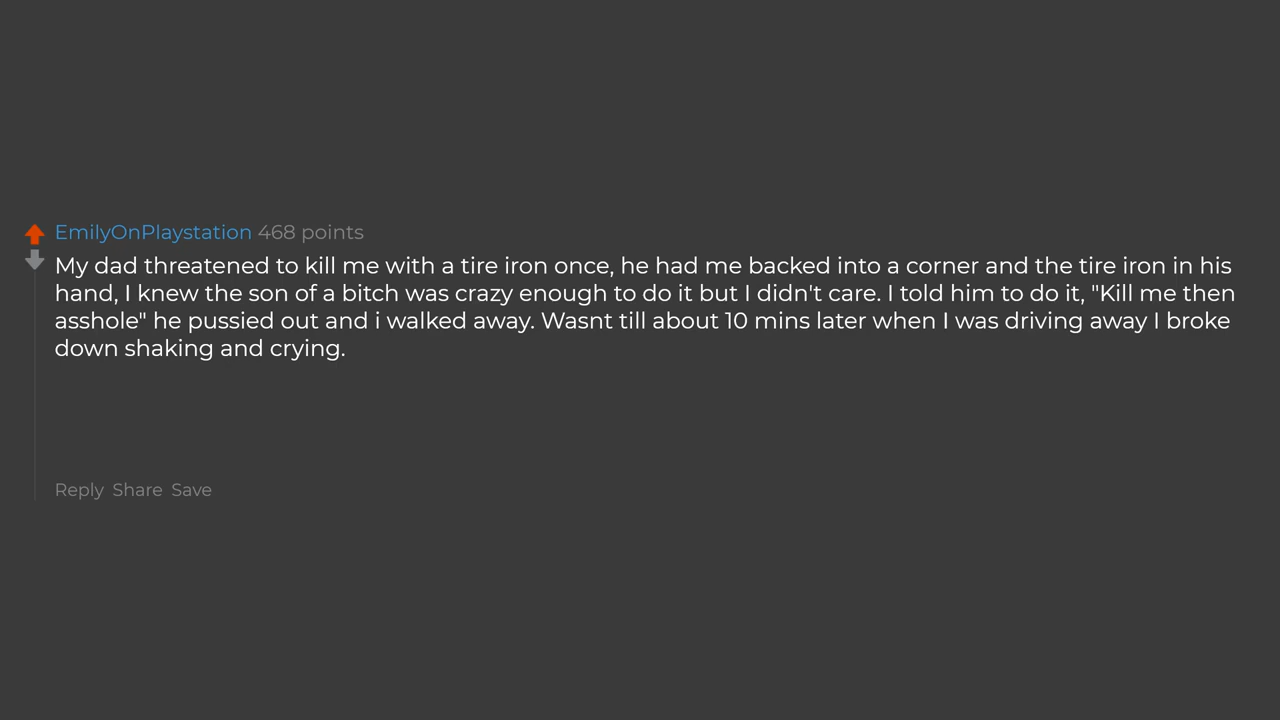 EmilyOnPlaystation 468 points
My dad threatened to kill me with a tire iron once, he had me backed into a corner and the tire iron in his
hand, I knew the son of a bitch was crazy enough to do it but I didn't care. I told him to do it, "Kill me then
asshole" he pussied out and i walked away. Wasnt till about 10 mins later when I was driving away I broke
down shaking and crying.
Reply Share Save